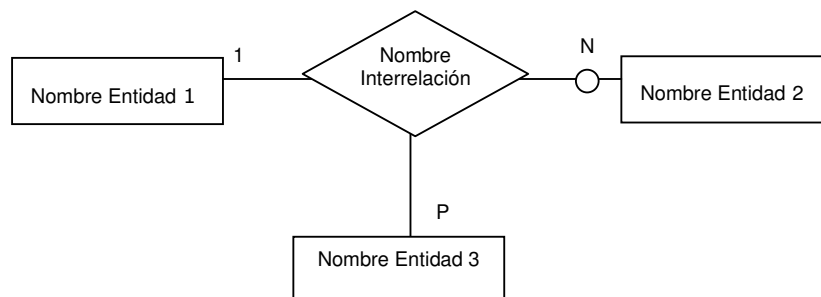 1
Nombre
Interrelación
N
Nombre Entidad 1
Nombre Entidad 2
P
Nombre Entidad 3